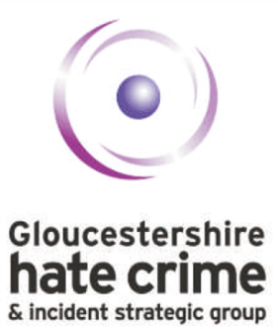 Gloucestershire
hate crime
& incident strategic group